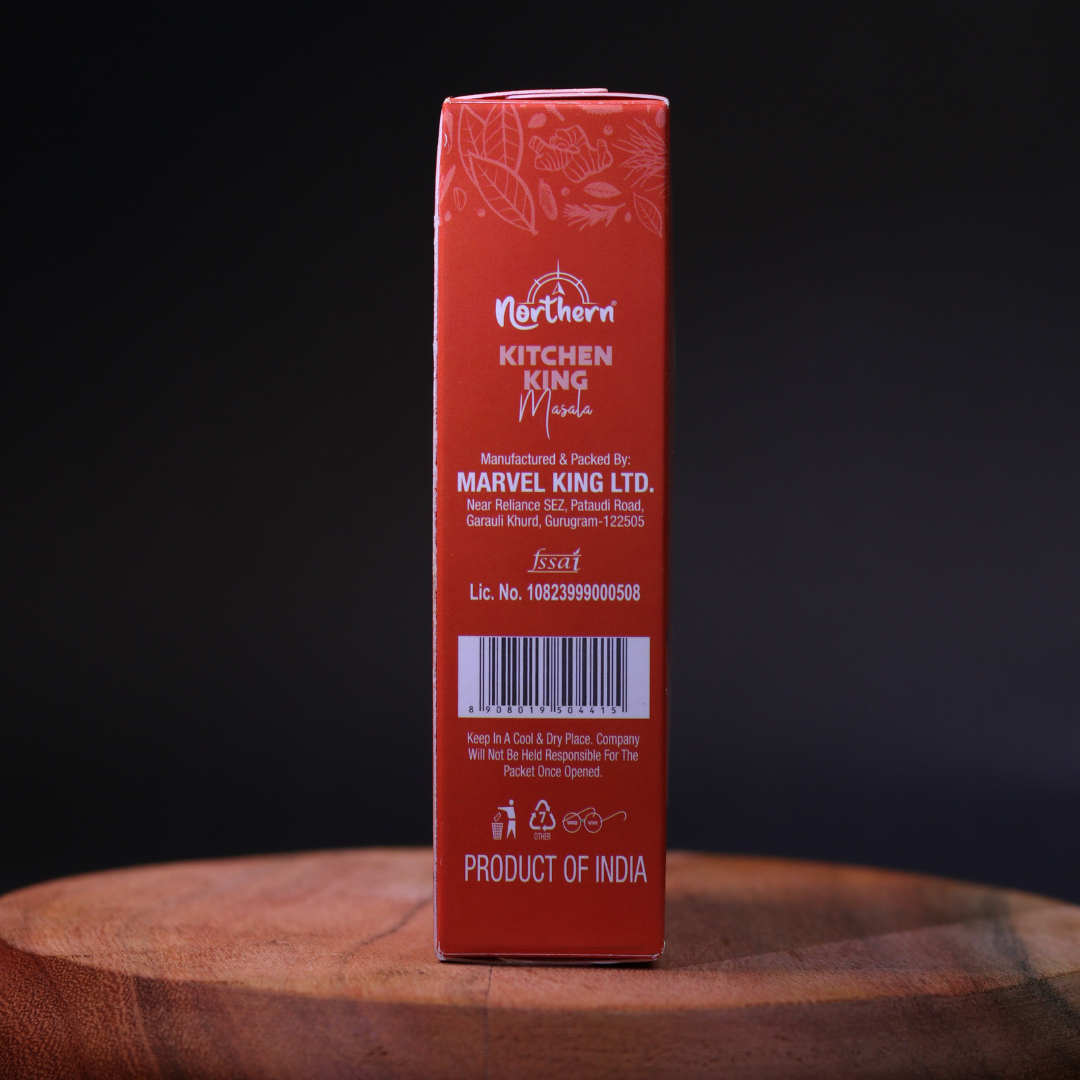 Northern®
KITCHEN
KING
Masala
Manufactured & Packed By:
MARVEL KING LTD.
Near Reliance SEZ, Pataudi Road,
Garauli Khurd, Gurugram-122505
fssai
Lic. No. 10823999000508
8 908019 504415
Keep In A Cool & Dry Place. Company
Will Not Be Held Responsible For The
Packet Once Opened.
7
OTHER
PRODUCT OF INDIA